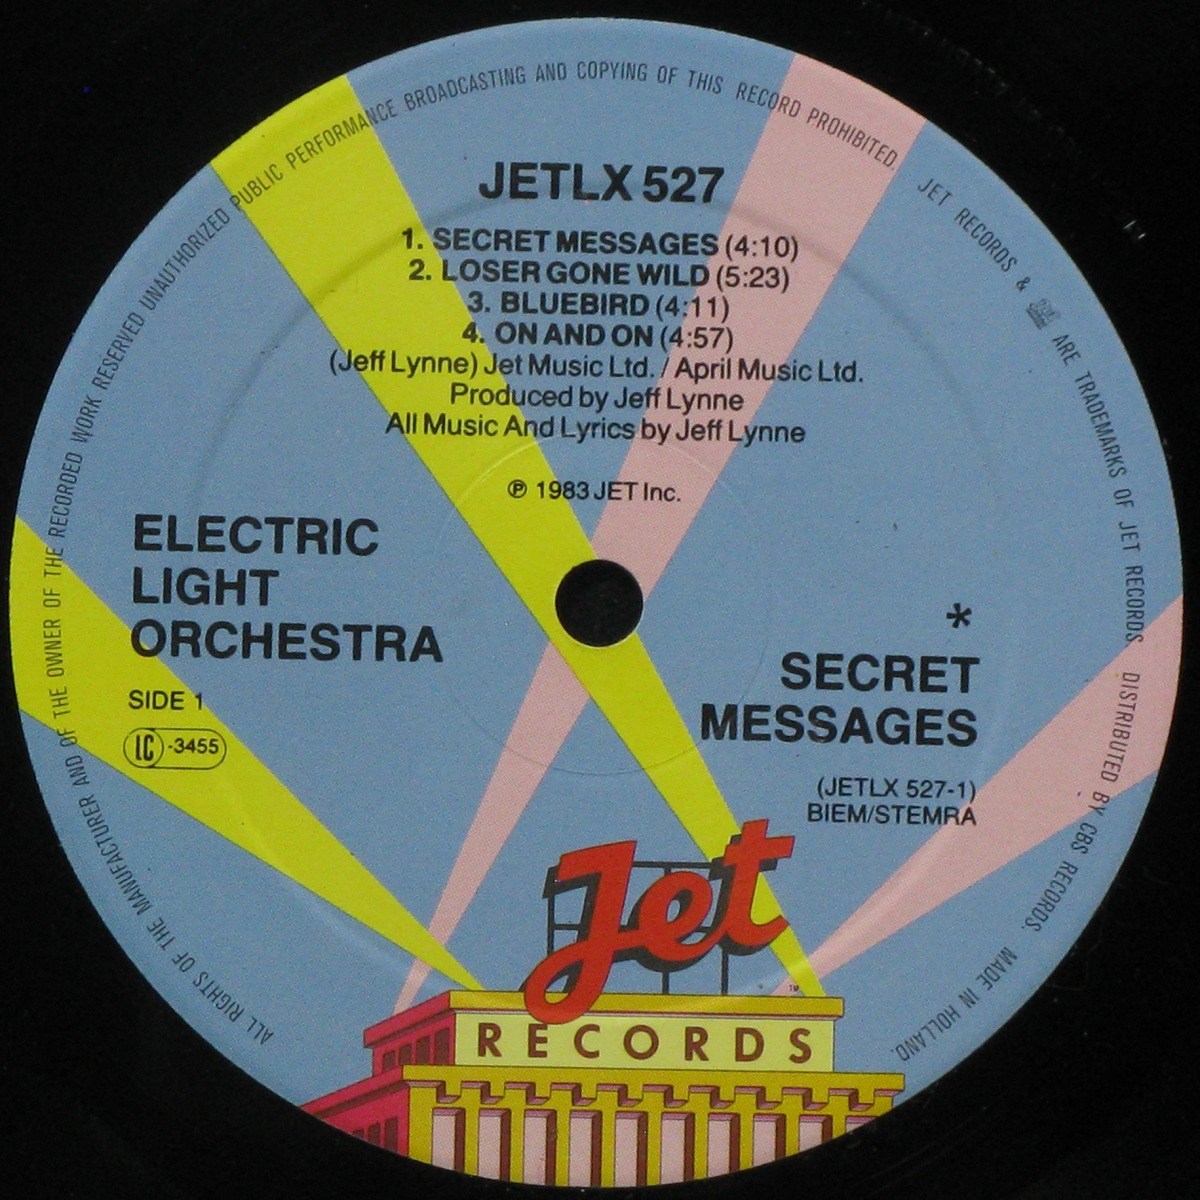 JETLX 527
1. SECRET MESSAGES (4:10)
2. LOSER GONE WILD (5:23)
3. BLUEBIRD (4:11)
4. ON AND ON (4:57)
(Jeff Lynne) Jet Music Ltd. / April Music Ltd.
Produced by Jeff Lynne
All Music And Lyrics by Jeff Lynne
℗ 1983 JET Inc.
ELECTRIC
LIGHT
ORCHESTRA
SIDE 1
LC -3455
*
SECRET
MESSAGES
(JETLX 527-1)
BIEM/STEMRA
Jet
TM
RECORDS
ALL RIGHTS OF THE MANUFACTURER AND OF THE OWNER OF THE RECORDED WORK RESERVED UNAUTHORIZED PUBLIC PERFORMANCE BROADCASTING AND COPYING OF THIS RECORD PROHIBITED. JET RECORDS & ARE TRADEMARKS OF JET RECORDS. DISTRIBUTED BY CBS RECORDS. MADE IN HOLLAND.